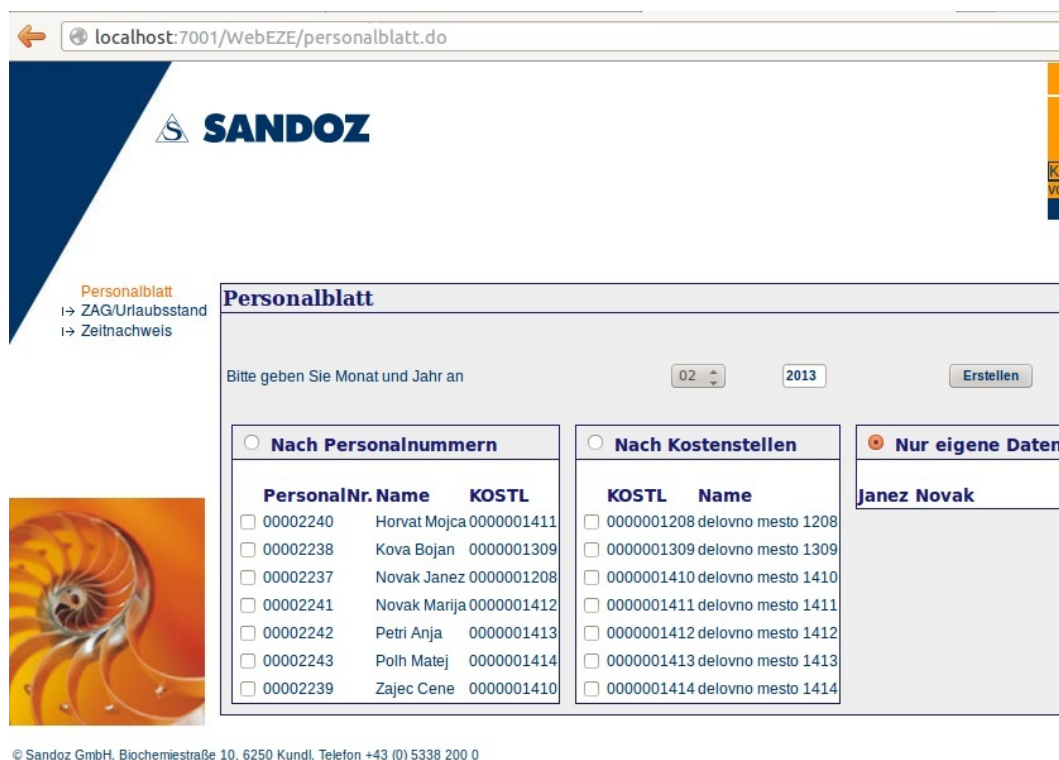 localhost:7001/WebEZE/personalblatt.do
SANDOZ
Personalblatt
ZAG/Urlaubsstand
Zeitnachweis
Personalblatt
Bitte geben Sie Monat und Jahr an 02 2013 Erstellen
Nach Personalnummern
PersonalNr. Name KOSTL
00002240 Horvat Mojca 0000001411
00002238 Kova Bojan 0000001309
00002237 Novak Janez 0000001208
00002241 Novak Marija 0000001412
00002242 Petri Anja 0000001413
00002243 Polh Matej 0000001414
00002239 Zajec Cene 0000001410
Nach Kostenstellen
KOSTL Name
0000001208 delovno mesto 1208
0000001309 delovno mesto 1309
0000001410 delovno mesto 1410
0000001411 delovno mesto 1411
0000001412 delovno mesto 1412
0000001413 delovno mesto 1413
0000001414 delovno mesto 1414
Nur eigene Daten
Janez Novak
© Sandoz GmbH, Biochemiestraße 10, 6250 Kundl, Telefon +43 (0) 5338 200 0